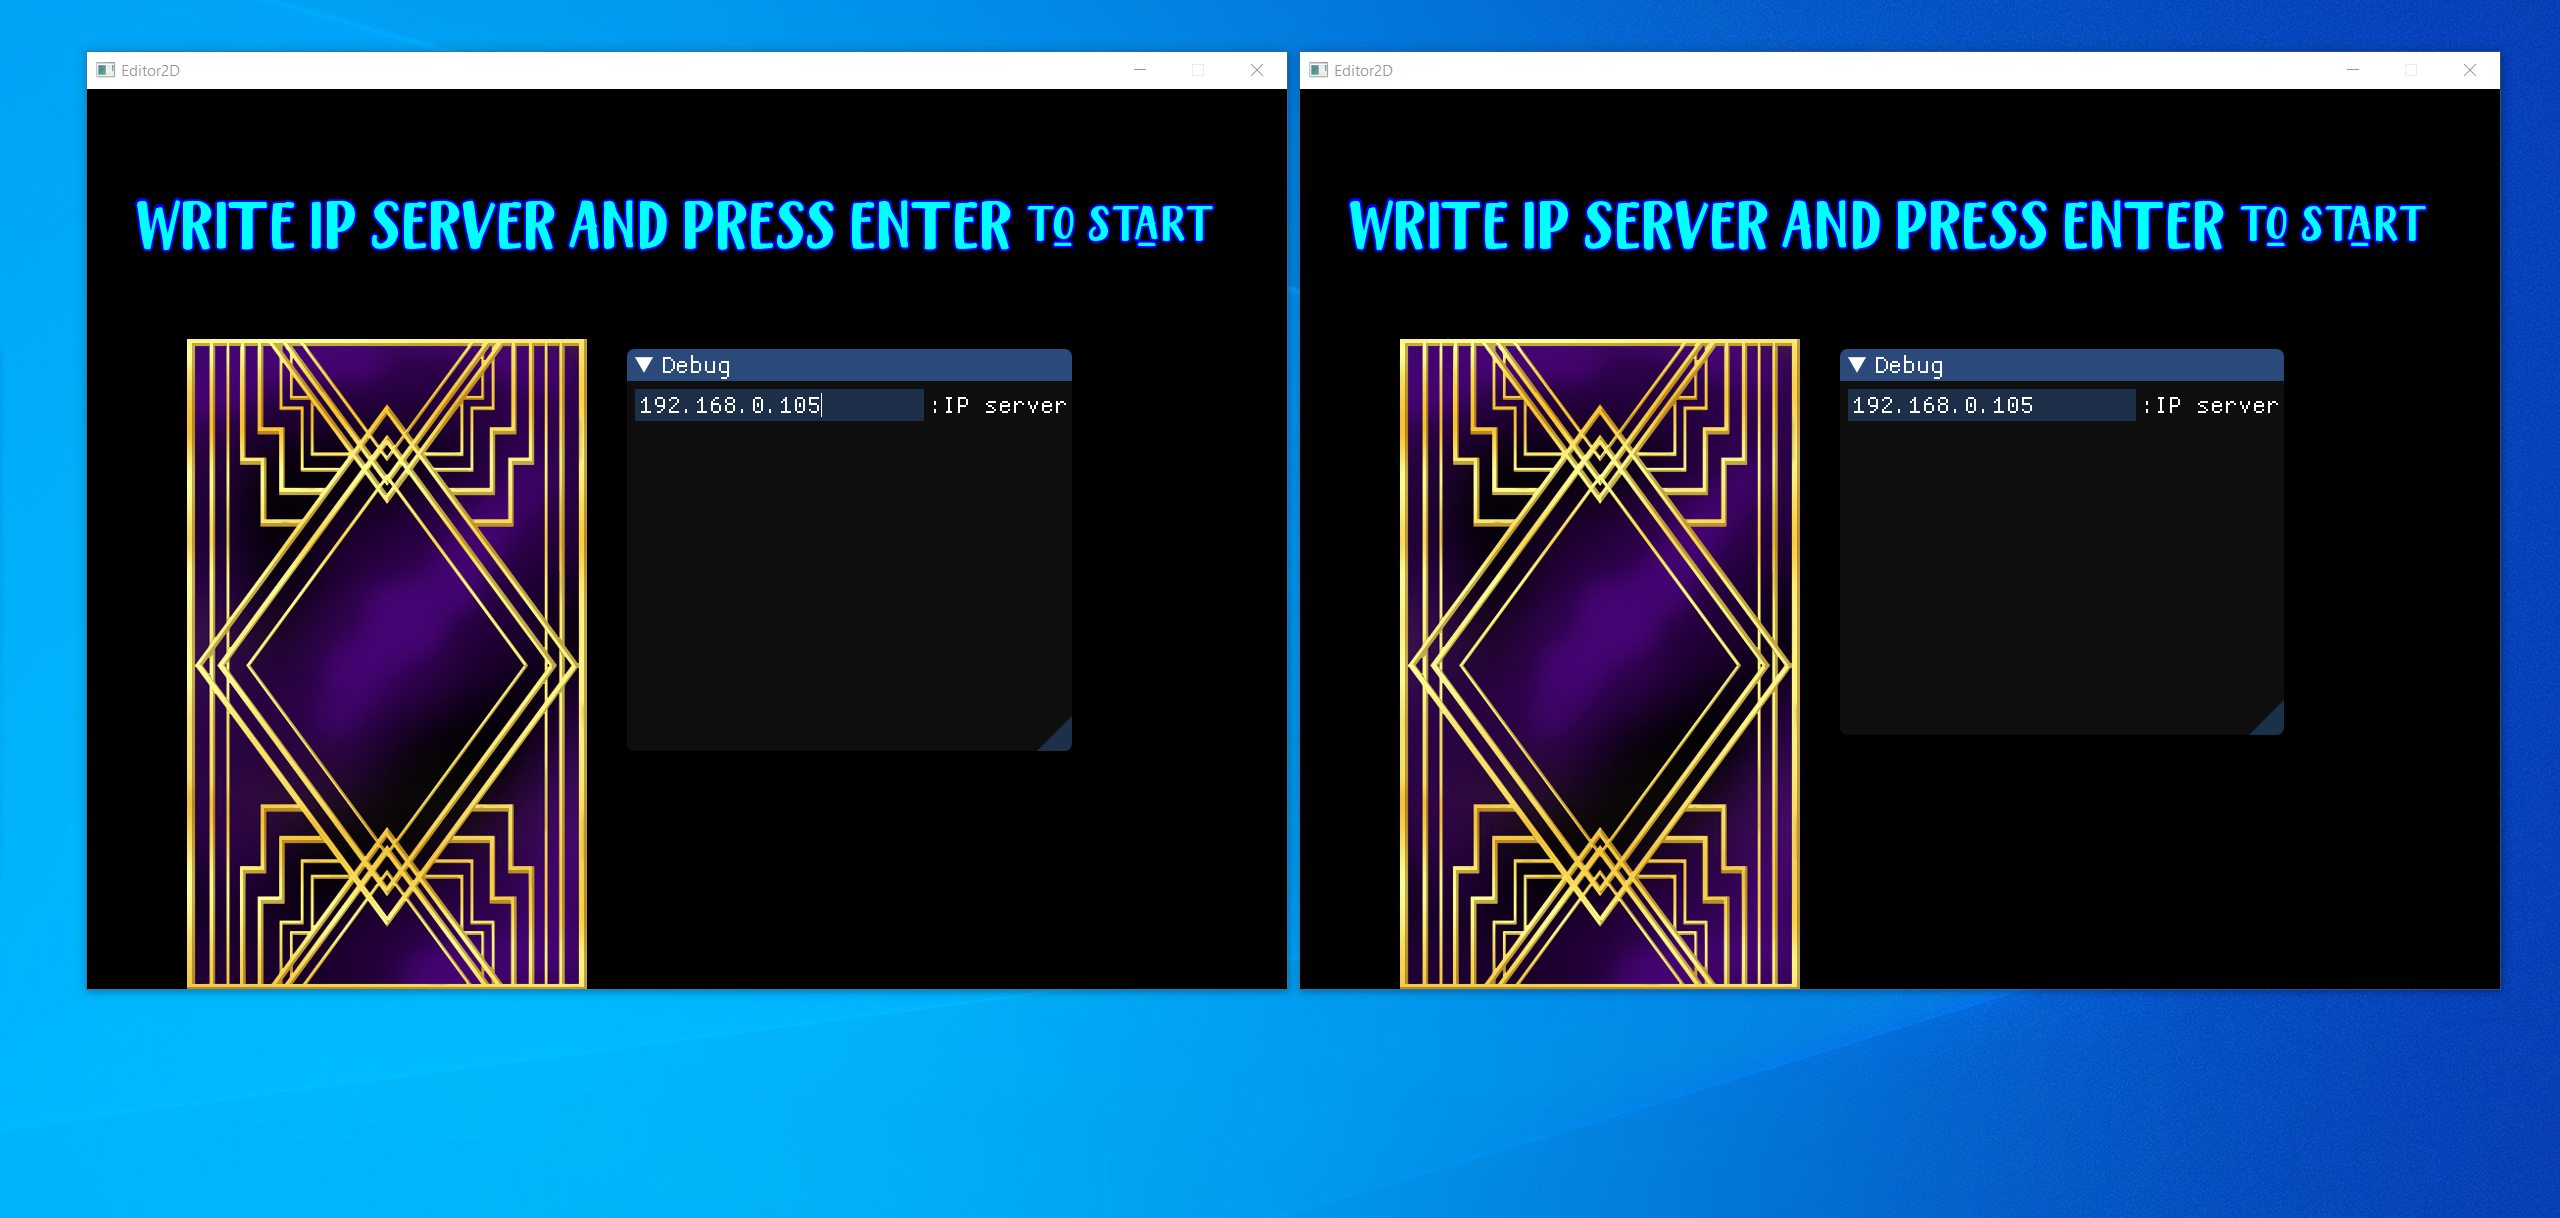 Editor2D
WRITE IP SERVER AND PRESS ENTER TO START
Debug
192.168.0.105 :IP server
Editor2D
WRITE IP SERVER AND PRESS ENTER TO START
Debug
192.168.0.105 :IP server